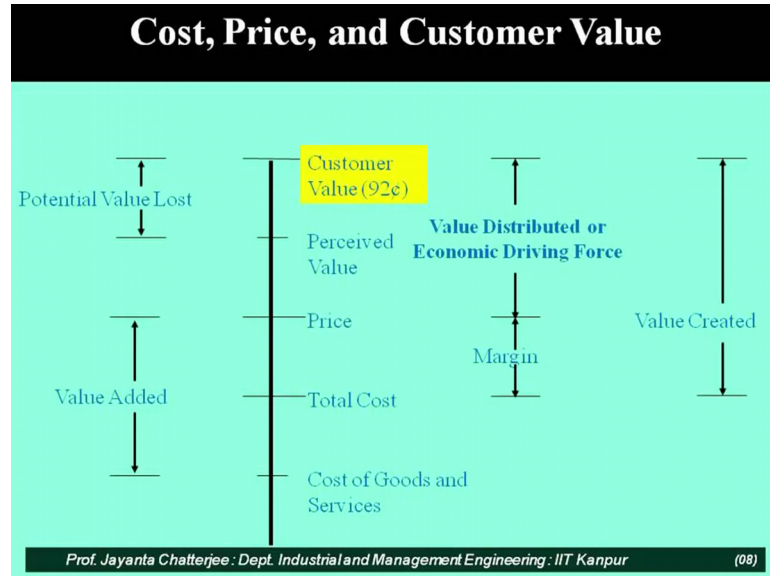 Cost, Price, and Customer Value
Customer
Value (92¢)
Potential Value Lost
Value Distributed or
Economic Driving Force
Perceived
Value
Price
Value Created
Margin
Value Added
Total Cost
Cost of Goods and
Services
Prof. Jayanta Chatterjee : Dept. Industrial and Management Engineering : IIT Kanpur
(08)